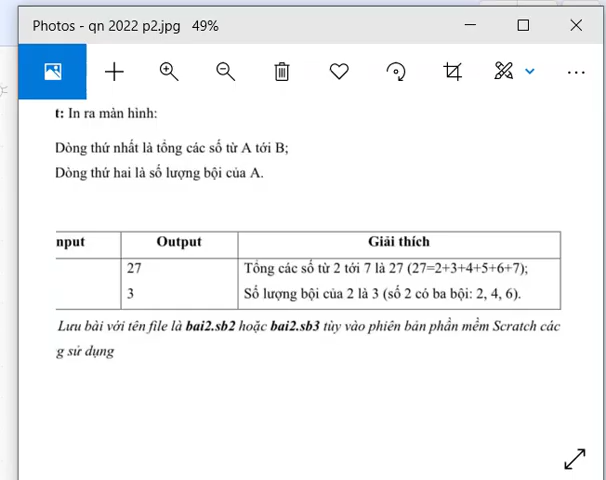 Photos - qn 2022 p2.jpg 49%
t: In ra màn hình:
Dòng thứ nhất là tổng các số từ A tới B;
Dòng thứ hai là số lượng bội của A.
nput Output Giải thích
27 Tổng các số từ 2 tới 7 là 27 (27=2+3+4+5+6+7);
3 Số lượng bội của 2 là 3 (số 2 có ba bội: 2, 4, 6).
Lưu bài với tên file là bai2.sb2 hoặc bai2.sb3 tùy vào phiên bản phần mềm Scratch các
g sử dụng